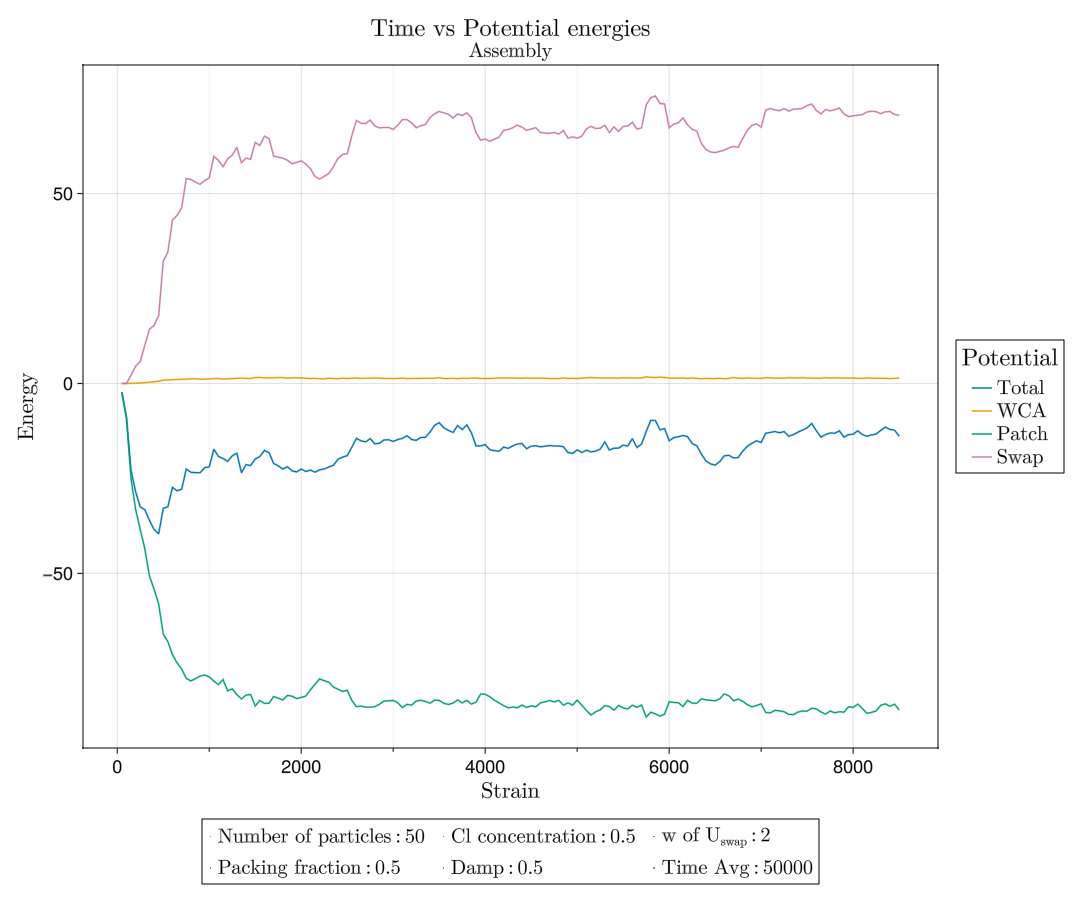 Time vs Potential energies
Assembly
Energy
50
0
−50
0 2000 4000 6000 8000
Strain
Potential
Total
WCA
Patch
Swap
Number of particles : 50 Cl concentration : 0.5 w of Uswap : 2
Packing fraction : 0.5 Damp : 0.5 Time Avg : 50000